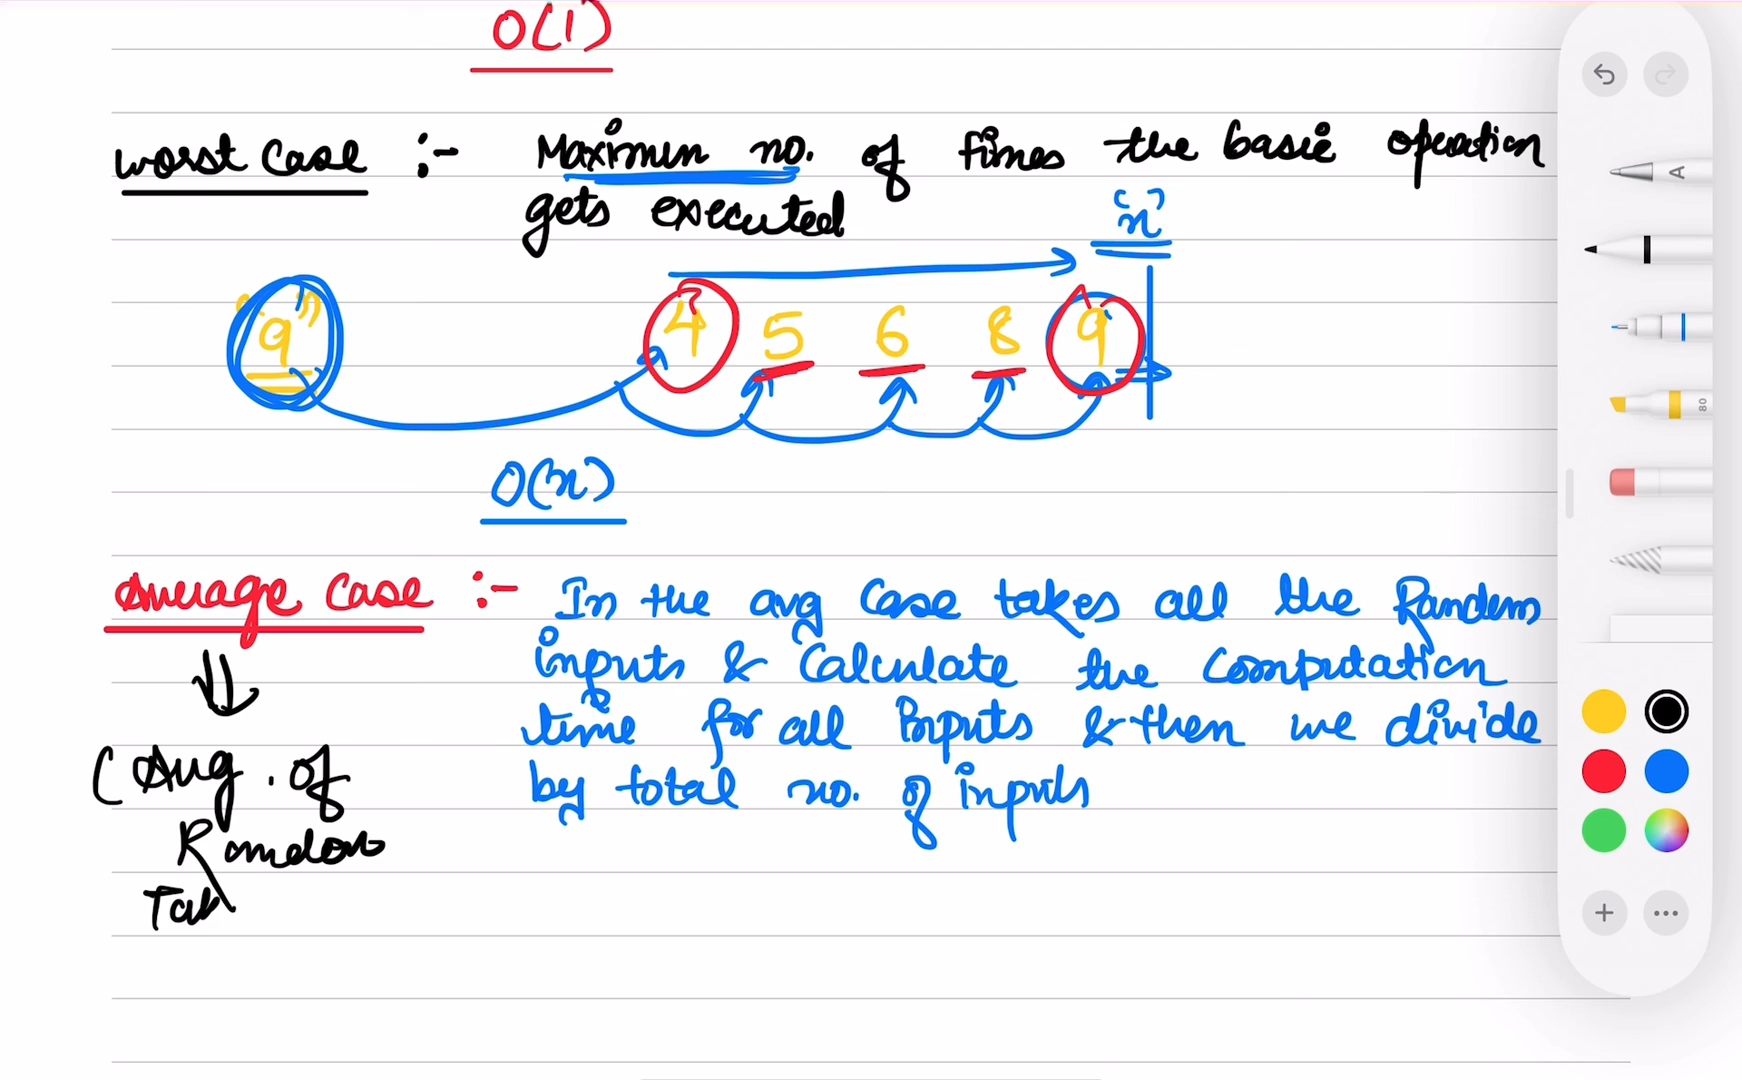 O(1)
worst case :- Maximum no. of times the basic operation
gets executed
"n"
"9" 4 5 6 8 9
O(n)
Average Case :- In the avg case takes all the Random
inputs & Calculate the computation
time for all Inputs & then we divide
by total no. of inputs
(Avg. of
Random
Tak
A
80